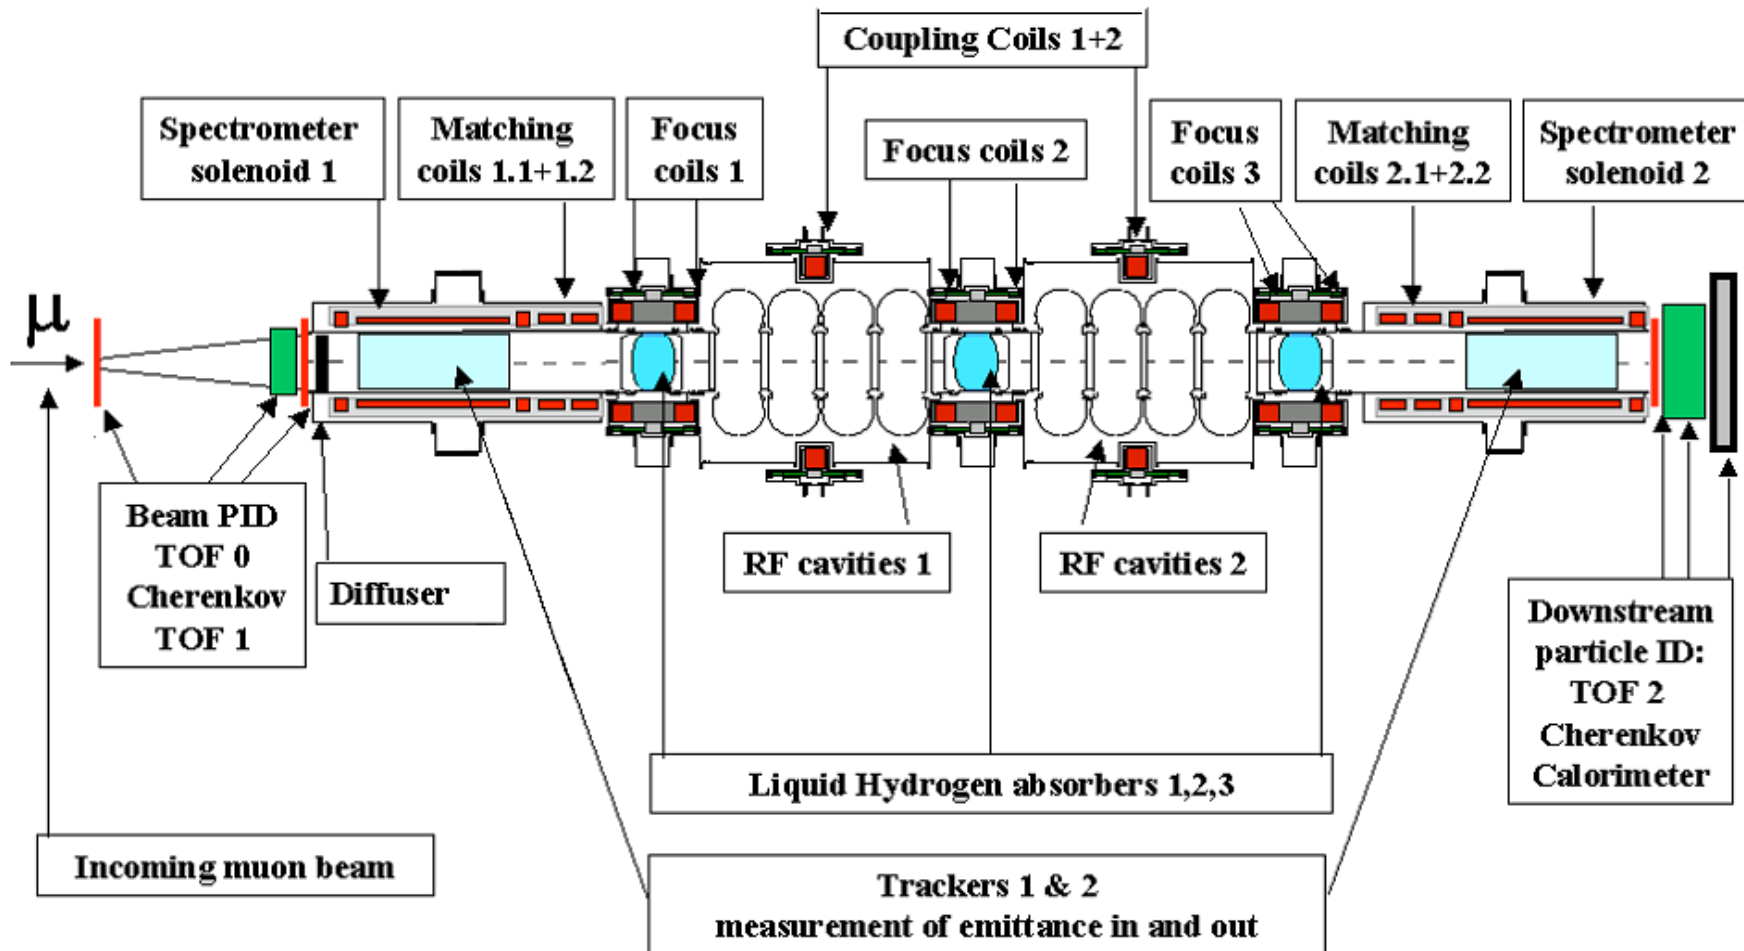 Coupling Coils 1+2
Spectrometer
solenoid 1
Matching
coils 1.1+1.2
Focus
coils 1
Focus coils 2
Focus
coils 3
Matching
coils 2.1+2.2
Spectrometer
solenoid 2
μ
Beam PID
TOF 0
Cherenkov
TOF 1
Diffuser
RF cavities 1
RF cavities 2
Downstream
particle ID:
TOF 2
Cherenkov
Calorimeter
Liquid Hydrogen absorbers 1,2,3
Incoming muon beam
Trackers 1 & 2
measurement of emittance in and out